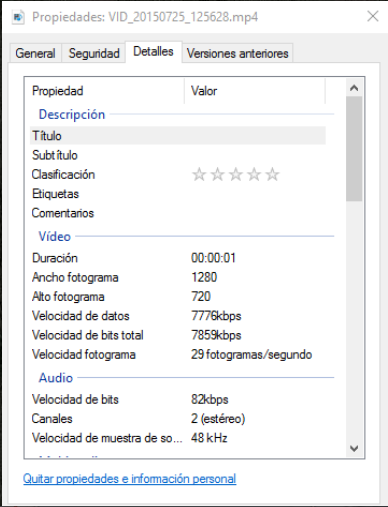 Propiedades: VID_20150725_125628.mp4
General Seguridad Detalles Versiones anteriores
Propiedad Valor
Descripción
Título
Subtítulo
Clasificación
Etiquetas
Comentarios
Vídeo
Duración 00:00:01
Ancho fotograma 1280
Alto fotograma 720
Velocidad de datos 7776kbps
Velocidad de bits total 7859kbps
Velocidad fotograma 29 fotogramas/segundo
Audio
Velocidad de bits 82kbps
Canales 2 (estéreo)
Velocidad de muestra de so... 48 kHz
Quitar propiedades e información personal